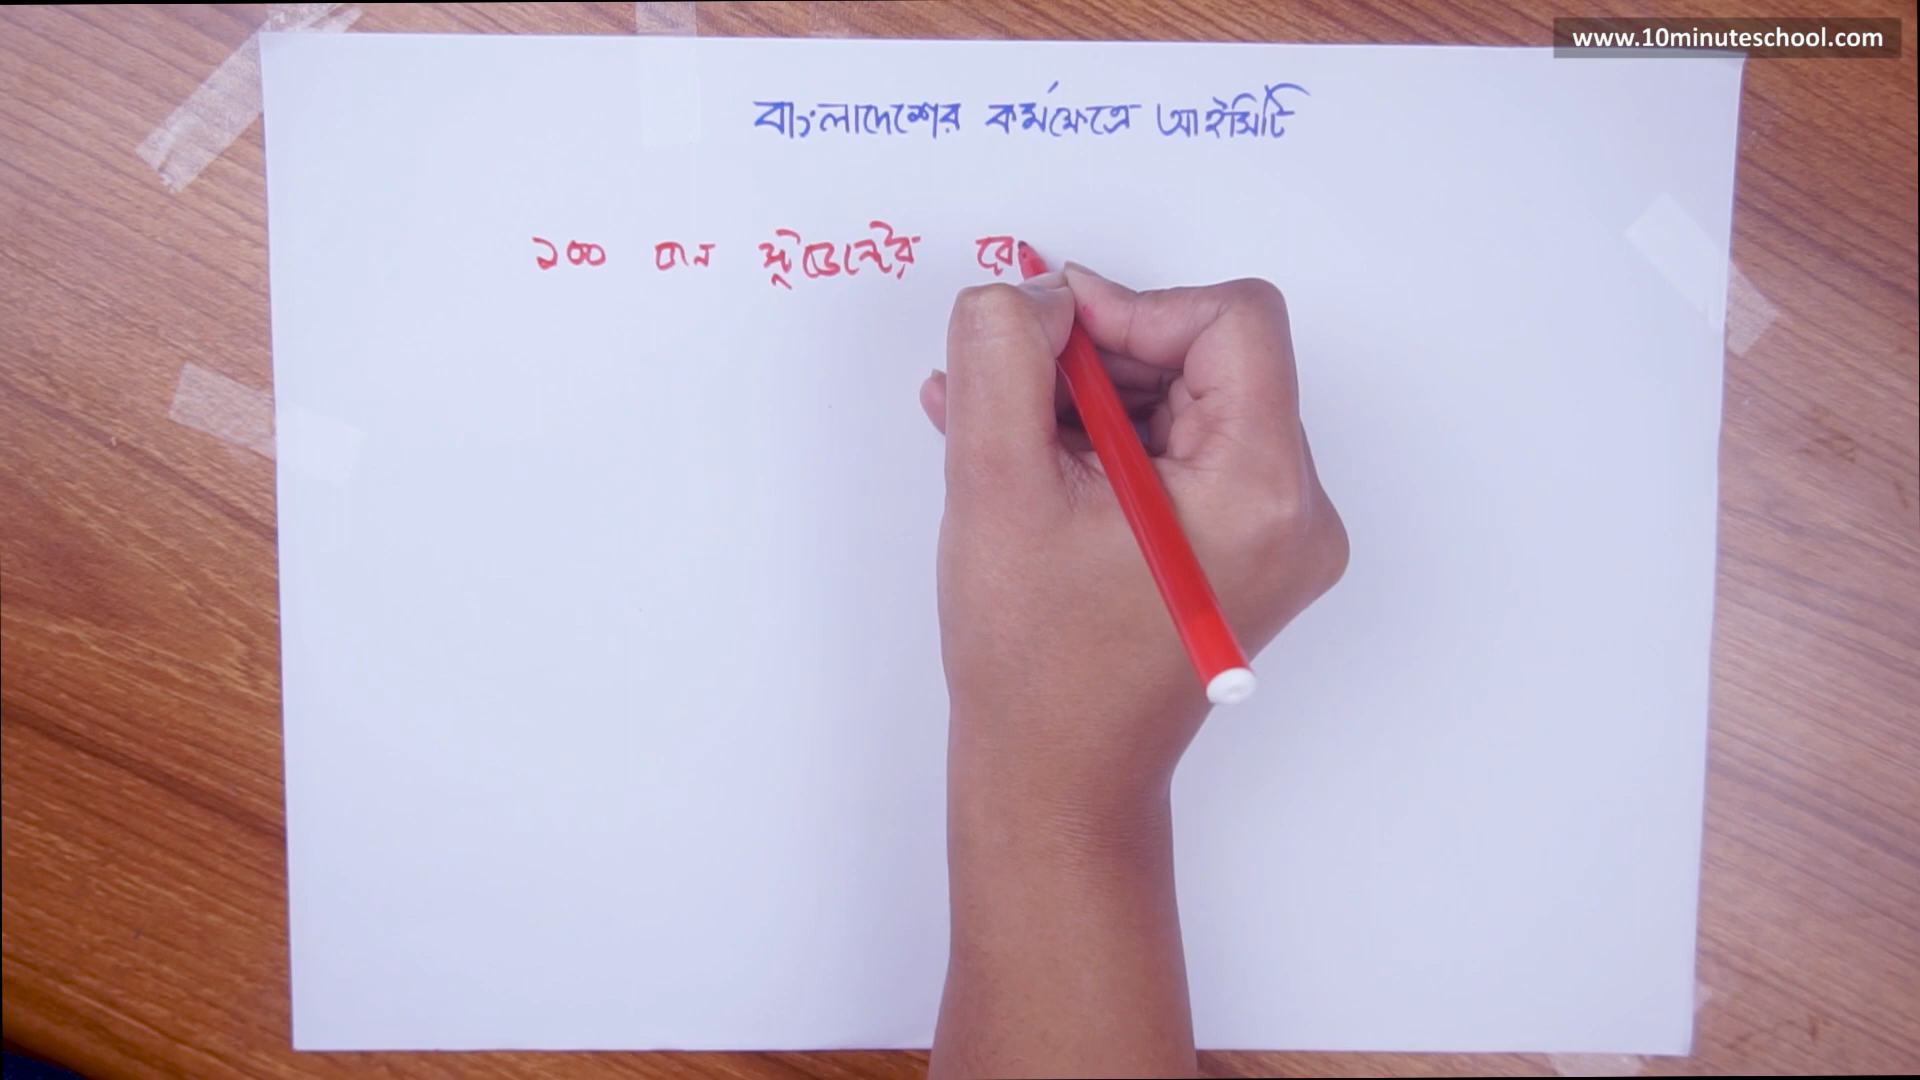 www.10minuteschool.com
বাংলাদেশের কর্মক্ষেত্রে আইসিটি
১০০ জন স্টুডেন্টের রে